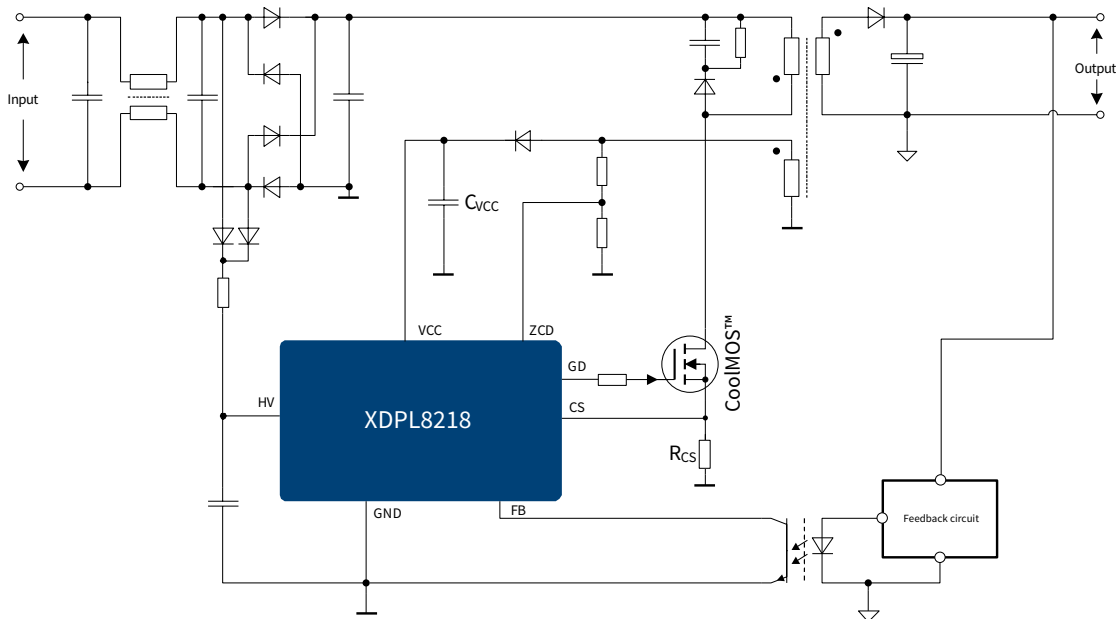 Input
Output
CVCC
VCC
ZCD
CoolMOS™
GD
HV
CS
XDPL8218
RCS
GND
FB
Feedback circuit